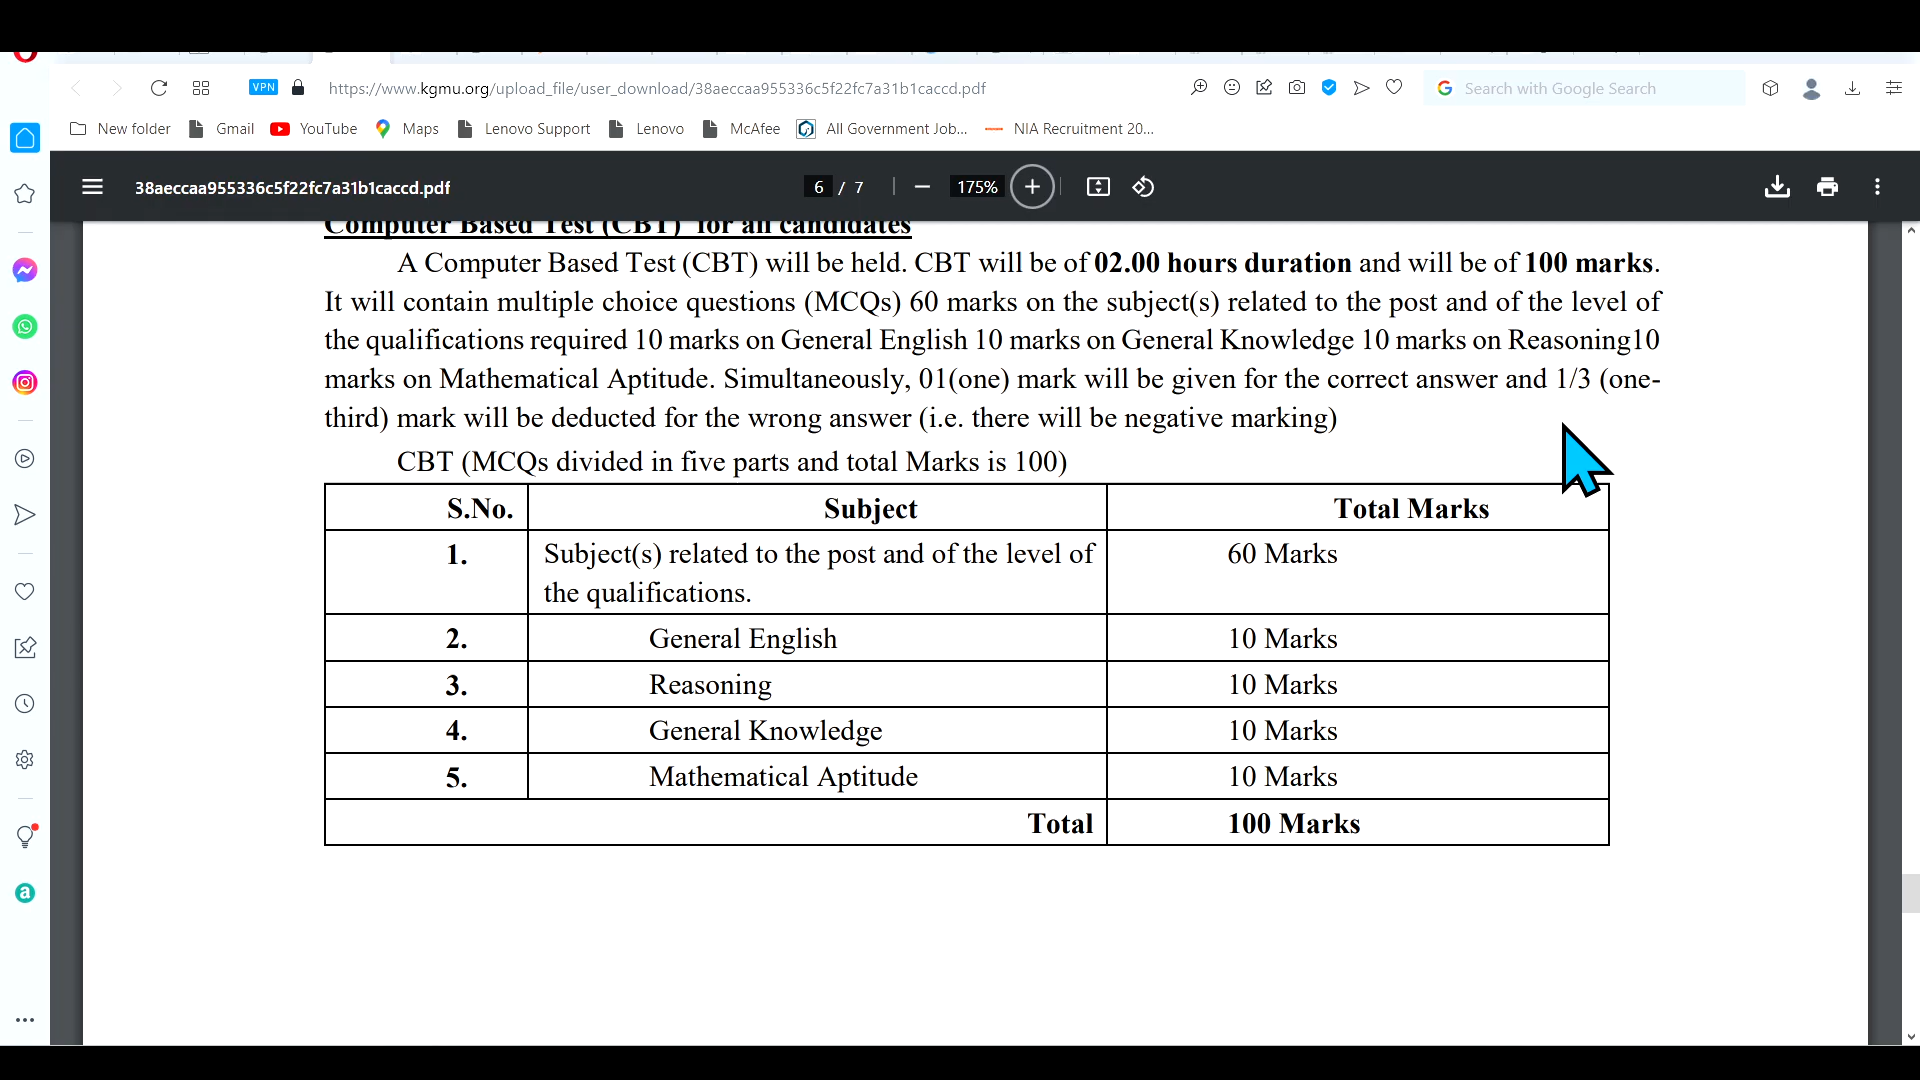 VPN
https://www.kgmu.org/upload_file/user_download/38aeccaa955336c5f22fc7a31b1caccd.pdf
Search with Google Search
New folder Gmail YouTube Maps Lenovo Support Lenovo McAfee All Government Job... NIA Recruitment 20...
38aeccaa955336c5f22fc7a31b1caccd.pdf 6 / 7 175%
Computer Based Test (CBT) for all candidates
A Computer Based Test (CBT) will be held. CBT will be of 02.00 hours duration and will be of 100 marks.
It will contain multiple choice questions (MCQs) 60 marks on the subject(s) related to the post and of the level of
the qualifications required 10 marks on General English 10 marks on General Knowledge 10 marks on Reasoning10
marks on Mathematical Aptitude. Simultaneously, 01(one) mark will be given for the correct answer and 1/3 (one-
third) mark will be deducted for the wrong answer (i.e. there will be negative marking)
CBT (MCQs divided in five parts and total Marks is 100)
S.No. Subject Total Marks
1. Subject(s) related to the post and of the level of 60 Marks
the qualifications.
2. General English 10 Marks
3. Reasoning 10 Marks
4. General Knowledge 10 Marks
5. Mathematical Aptitude 10 Marks
Total 100 Marks